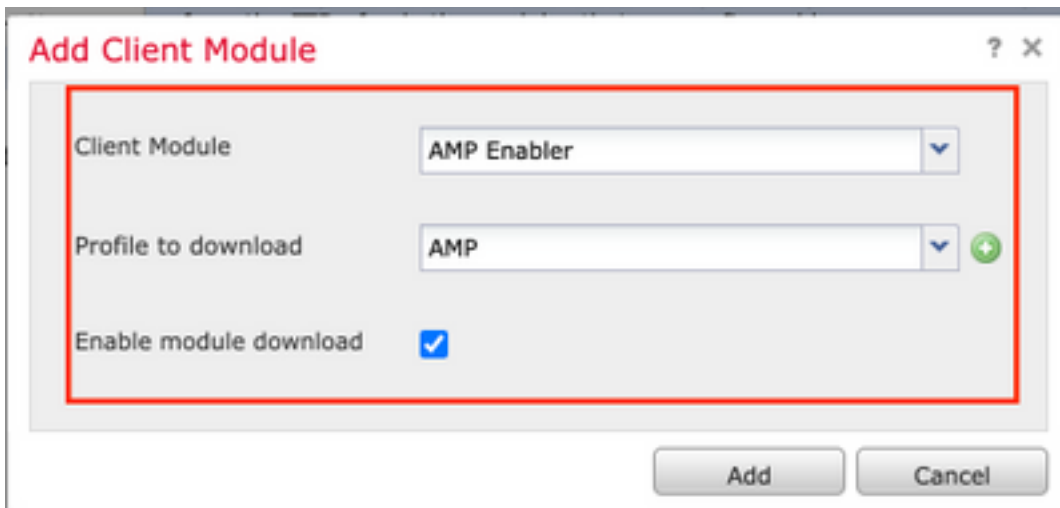 Add Client Module
?
Client Module
AMP Enabler
Profile to download
AMP
Enable module download
Add
Cancel